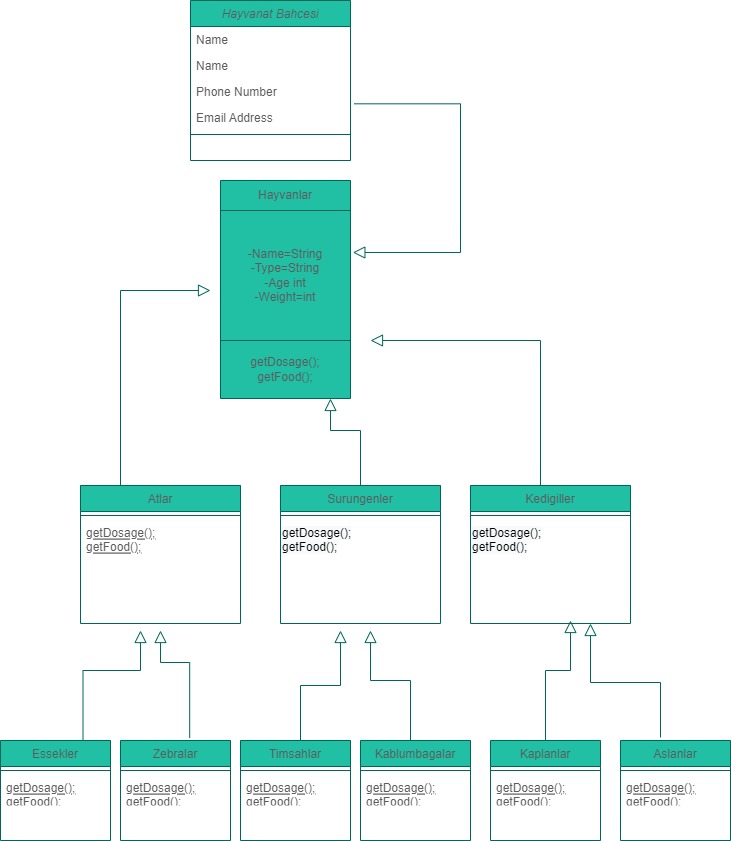 Hayvanat Bahcesi
Name
Name
Phone Number
Email Address
Hayvanlar
-Name=String
-Type=String
-Age int
-Weight=int
getDosage();
getFood();
Atlar
getDosage();
getFood();
Surungenler
getDosage();
getFood();
Kedigiller
getDosage();
getFood();
Essekler
getDosage();
getFood();
Zebralar
getDosage();
getFood();
Timsahlar
getDosage();
getFood();
Kablumbagalar
getDosage();
getFood();
Kaplanlar
getDosage();
getFood();
Aslanlar
getDosage();
getFood();